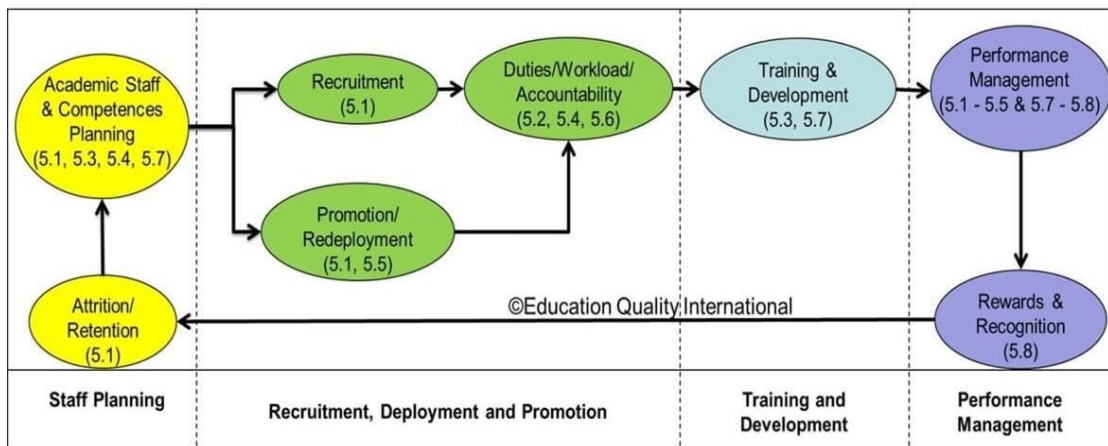 Academic Staff
& Competences
Planning
(5.1, 5.3, 5.4, 5.7)
Recruitment
(5.1)
Duties/Workload/
Accountability
(5.2, 5.4, 5.6)
Training &
Development
(5.3, 5.7)
Performance
Management
(5.1 - 5.5 & 5.7 - 5.8)
Promotion/
Redeployment
(5.1, 5.5)
Attrition/
Retention
(5.1)
©Education Quality International
Rewards &
Recognition
(5.8)
Staff Planning
Recruitment, Deployment and Promotion
Training and
Development
Performance
Management